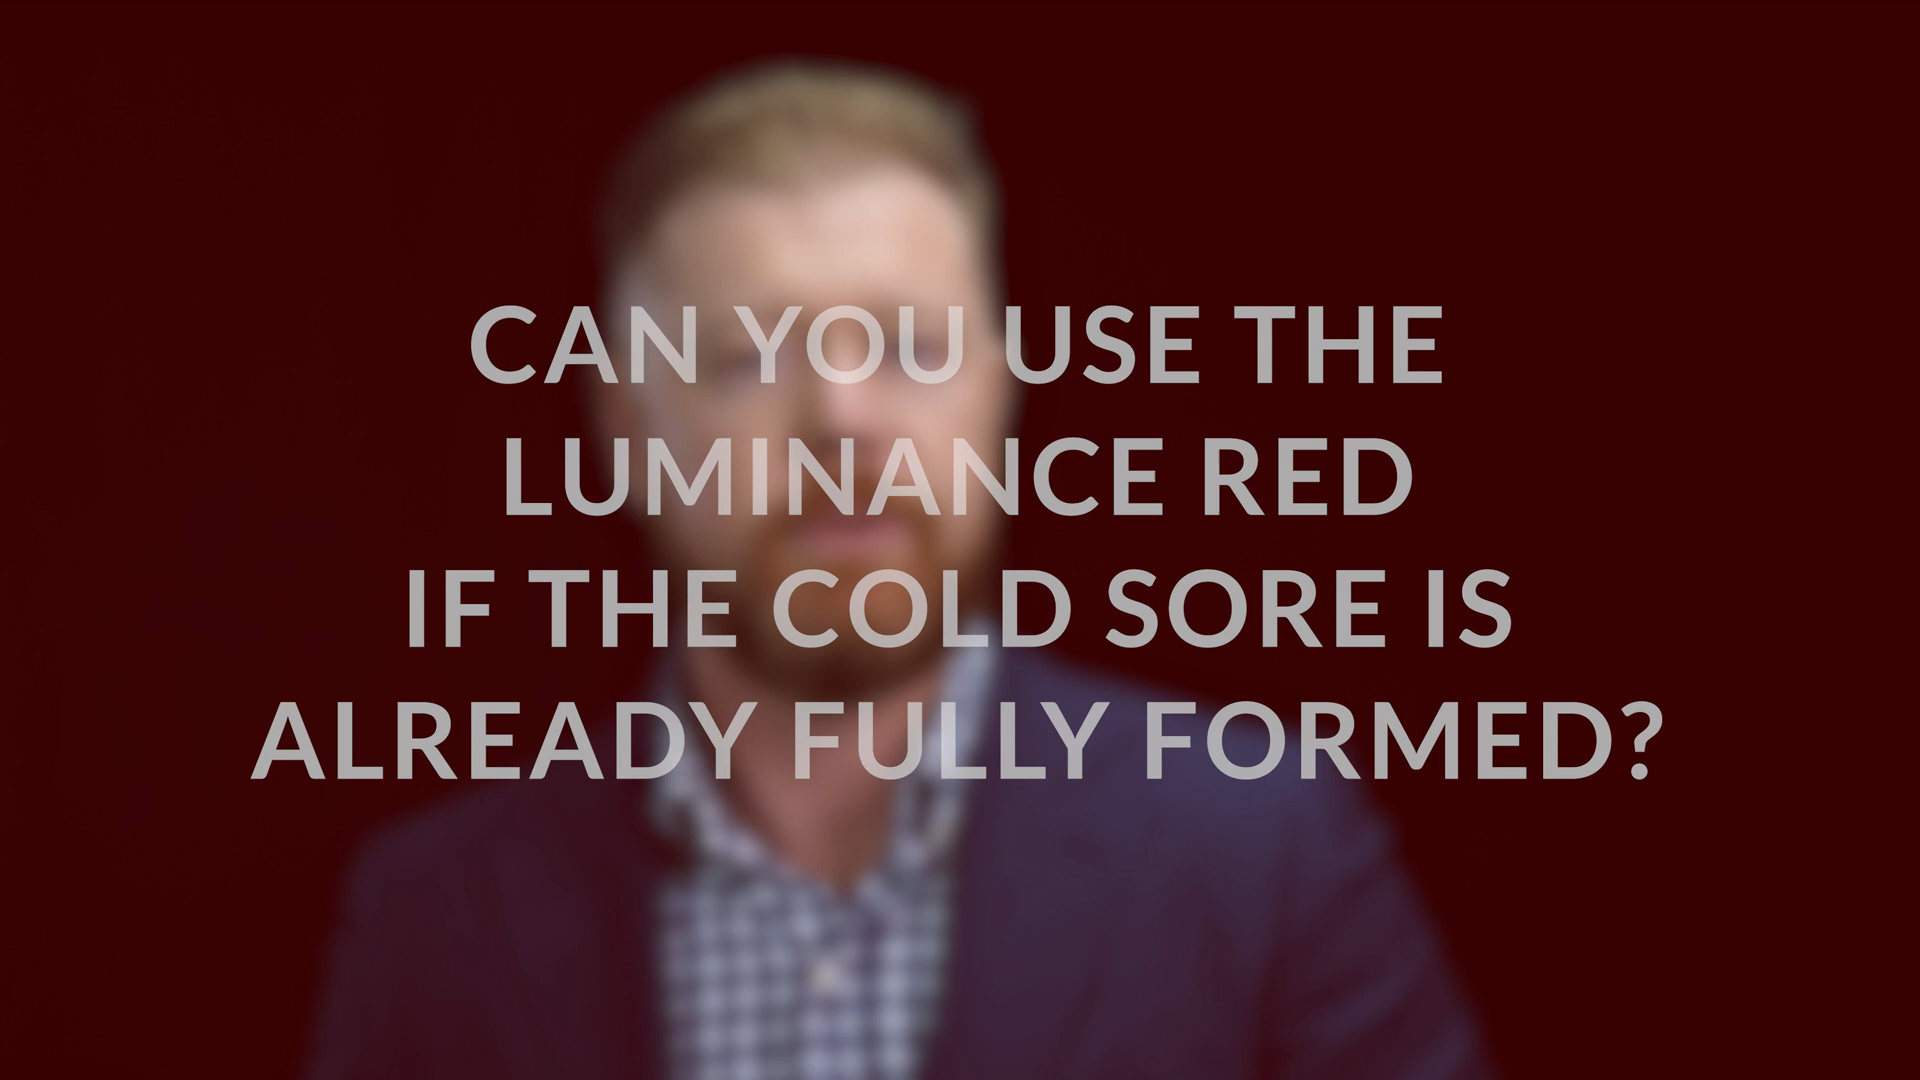 CAN YOU USE THE
LUMINANCE RED
IF THE COLD SORE IS
ALREADY FULLY FORMED?